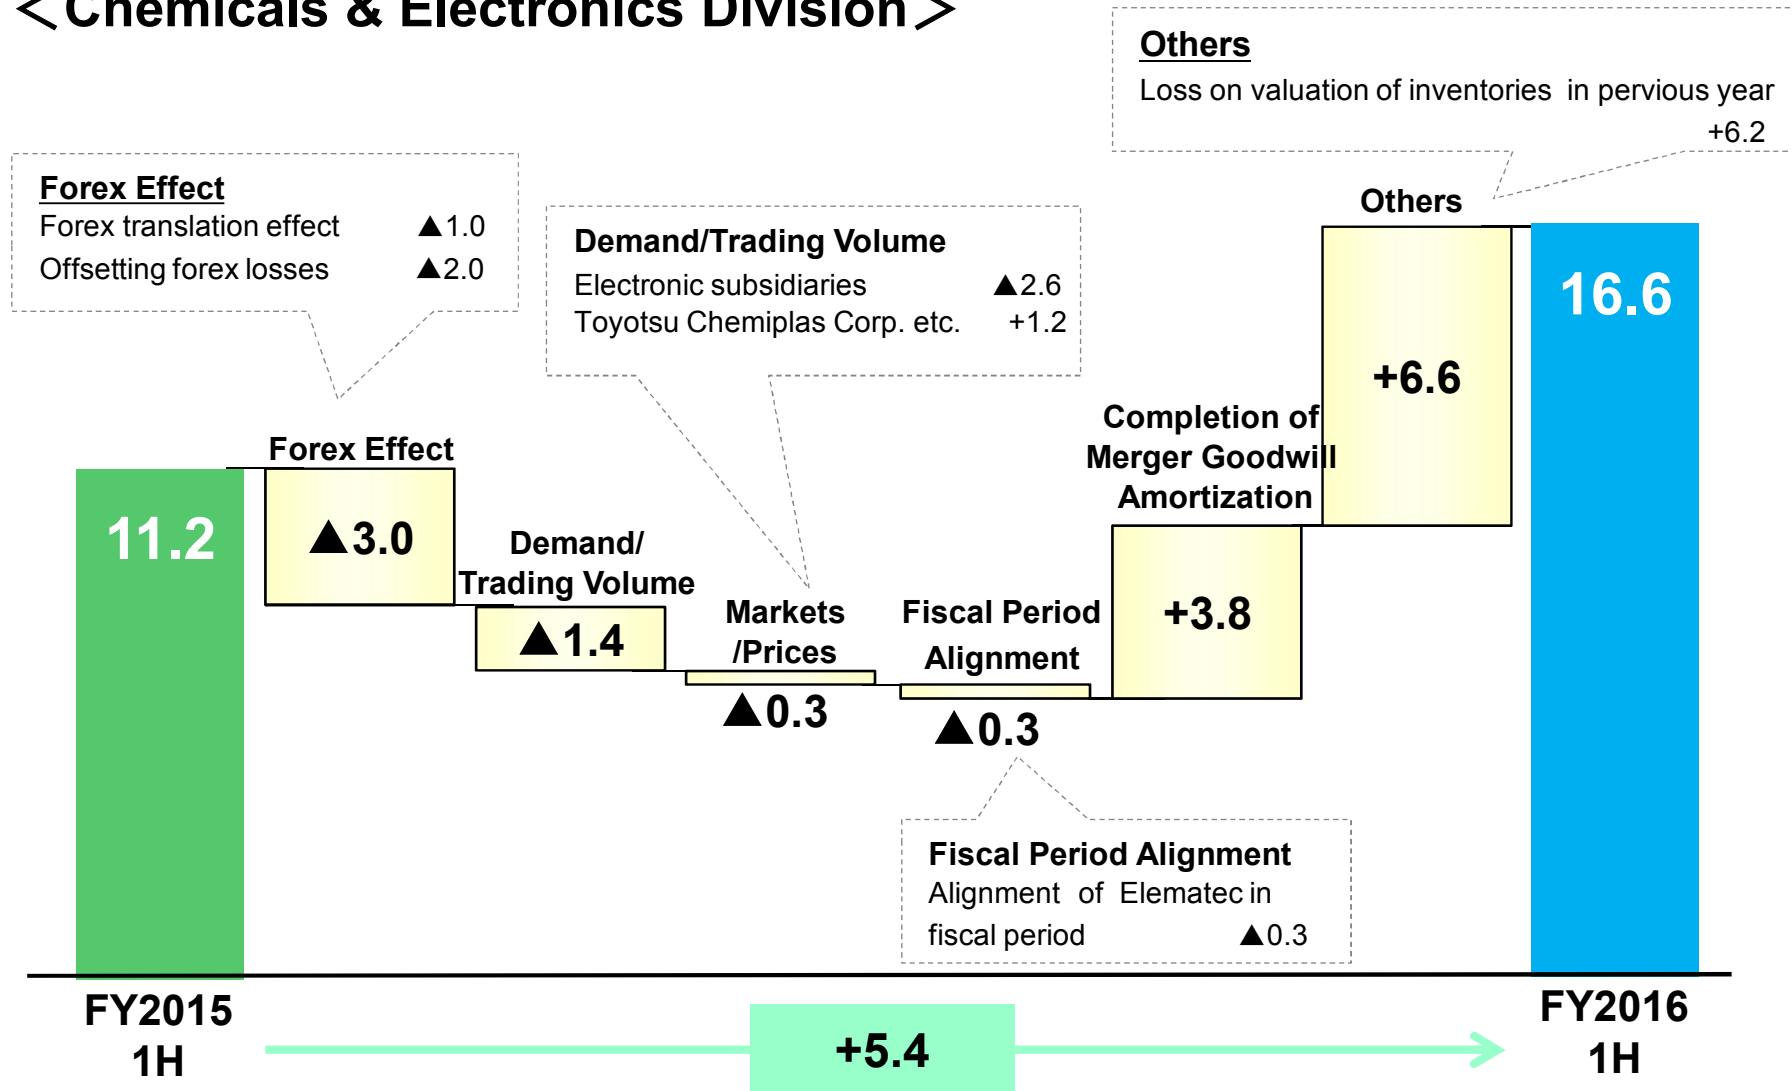 ＜Chemicals & Electronics Division＞
Others
Loss on valuation of inventories in pervious year
+6.2
Forex Effect
Forex translation effect ▲1.0
Offsetting forex losses ▲2.0
Demand/Trading Volume
Electronic subsidiaries ▲2.6
Toyotsu Chemiplas Corp. etc. +1.2
Others
16.6
+6.6
Completion of
Merger Goodwill
Amortization
Forex Effect
11.2
▲3.0
Demand/
Trading Volume
▲1.4
Markets
/Prices
▲0.3
Fiscal Period
Alignment
▲0.3
+3.8
Fiscal Period Alignment
Alignment of Elematec in
fiscal period ▲0.3
FY2015
1H
+5.4
FY2016
1H